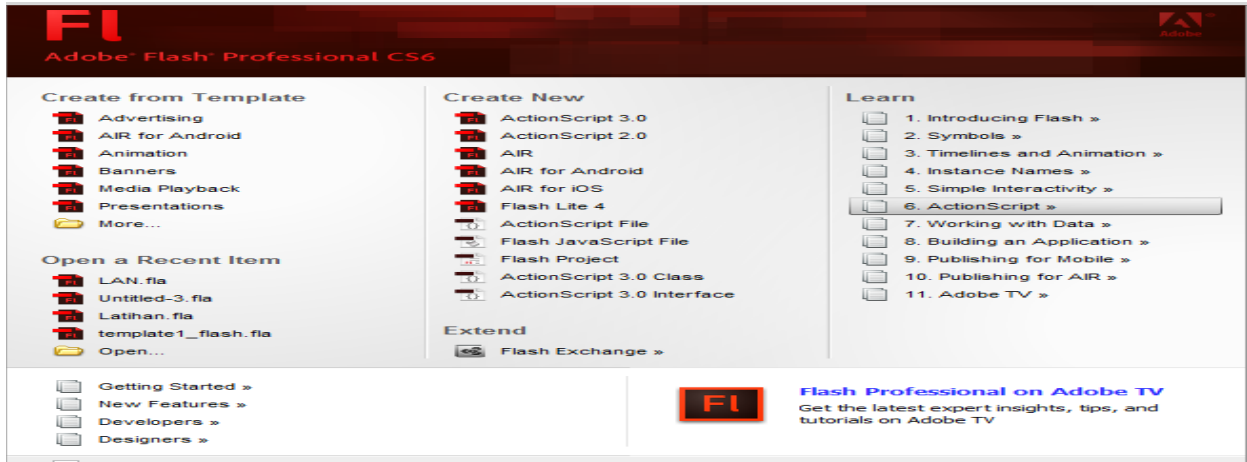 Fl
Adobe® Flash® Professional CS6
Adobe
Create from Template
Advertising
AIR for Android
Animation
Banners
Media Playback
Presentations
More...
Open a Recent Item
LAN.fla
Untitled-3.fla
Latihan.fla
template1_flash.fla
Open...
Create New
ActionScript 3.0
ActionScript 2.0
AIR
AIR for Android
AIR for iOS
Flash Lite 4
ActionScript File
Flash JavaScript File
Flash Project
ActionScript 3.0 Class
ActionScript 3.0 Interface
Extend
Flash Exchange »
Learn
1. Introducing Flash »
2. Symbols »
3. Timelines and Animation »
4. Instance Names »
5. Simple Interactivity »
6. ActionScript »
7. Working with Data »
8. Building an Application »
9. Publishing for Mobile »
10. Publishing for AIR »
11. Adobe TV »
Getting Started »
New Features »
Developers »
Designers »
Fl
Flash Professional on Adobe TV
Get the latest expert insights, tips, and
tutorials on Adobe TV